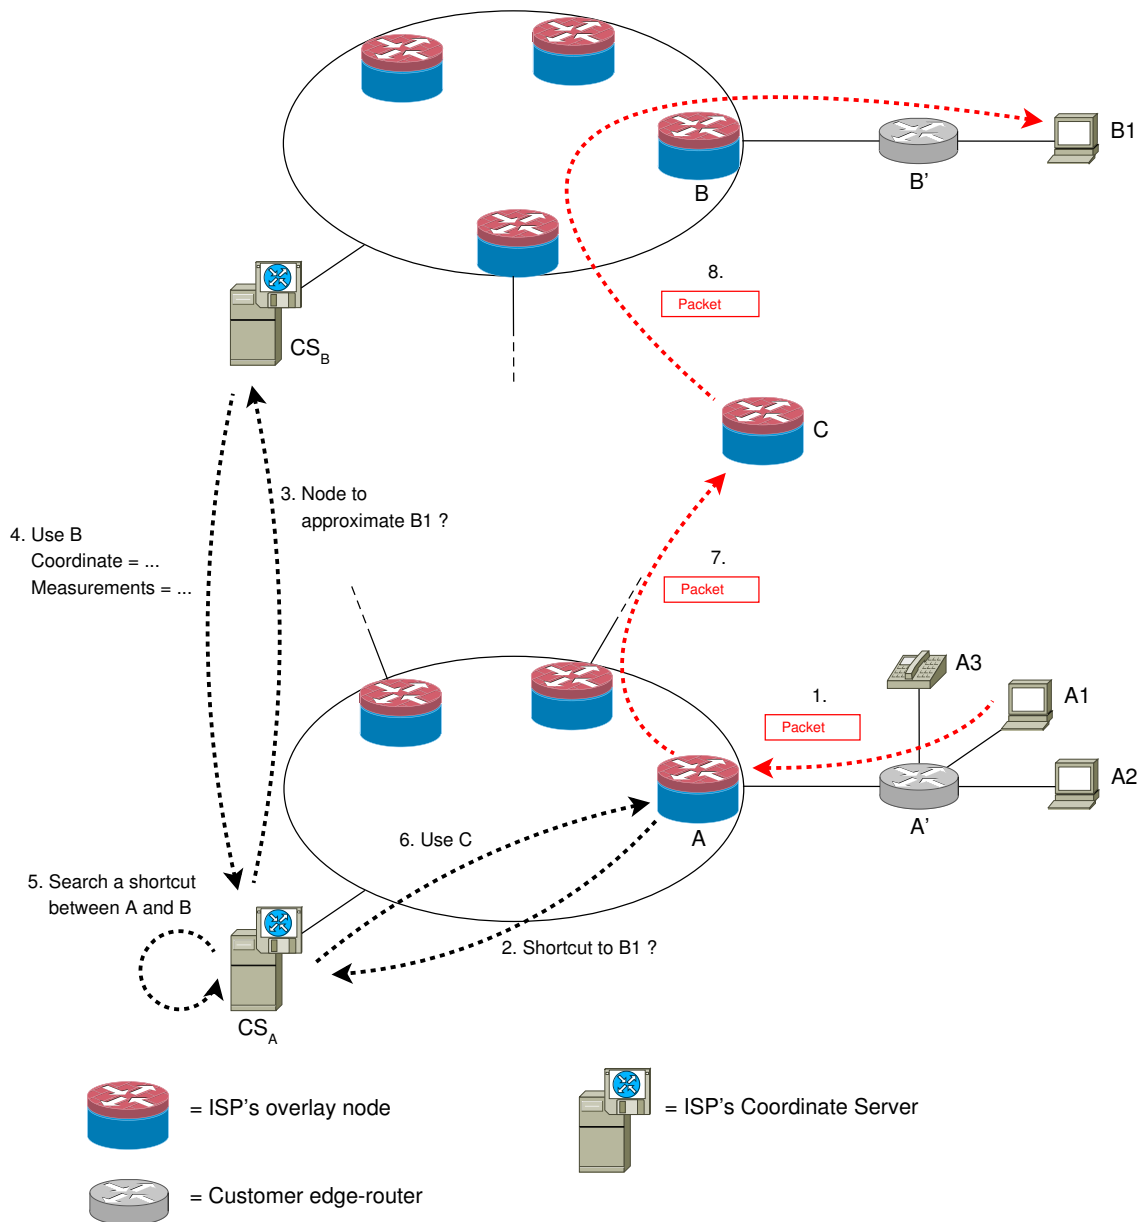 B1
B'
B
8.
Packet
CS_B
C
3. Node to
approximate B1 ?
4. Use B
Coordinate = ...
Measurements = ...
7.
Packet
A3
1.
A1
Packet
A2
A'
A
6. Use C
5. Search a shortcut
between A and B
2. Shortcut to B1 ?
CS_A
= ISP's overlay node
= ISP's Coordinate Server
= Customer edge-router